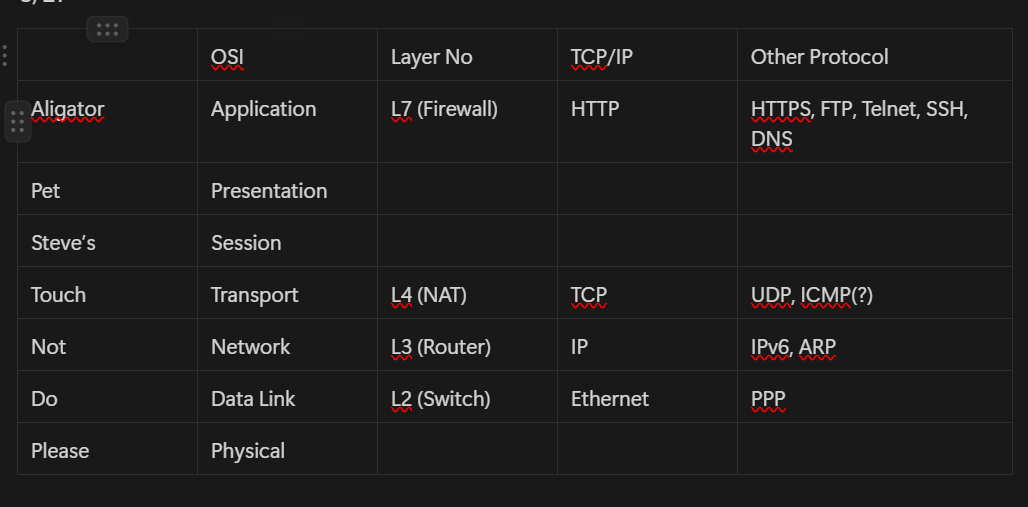 OSI Layer No TCP/IP Other Protocol
Aligator Application L7 (Firewall) HTTP HTTPS, FTP, Telnet, SSH,
DNS
Pet Presentation
Steve’s Session
Touch Transport L4 (NAT) TCP UDP, ICMP(?)
Not Network L3 (Router) IP IPv6, ARP
Do Data Link L2 (Switch) Ethernet PPP
Please Physical